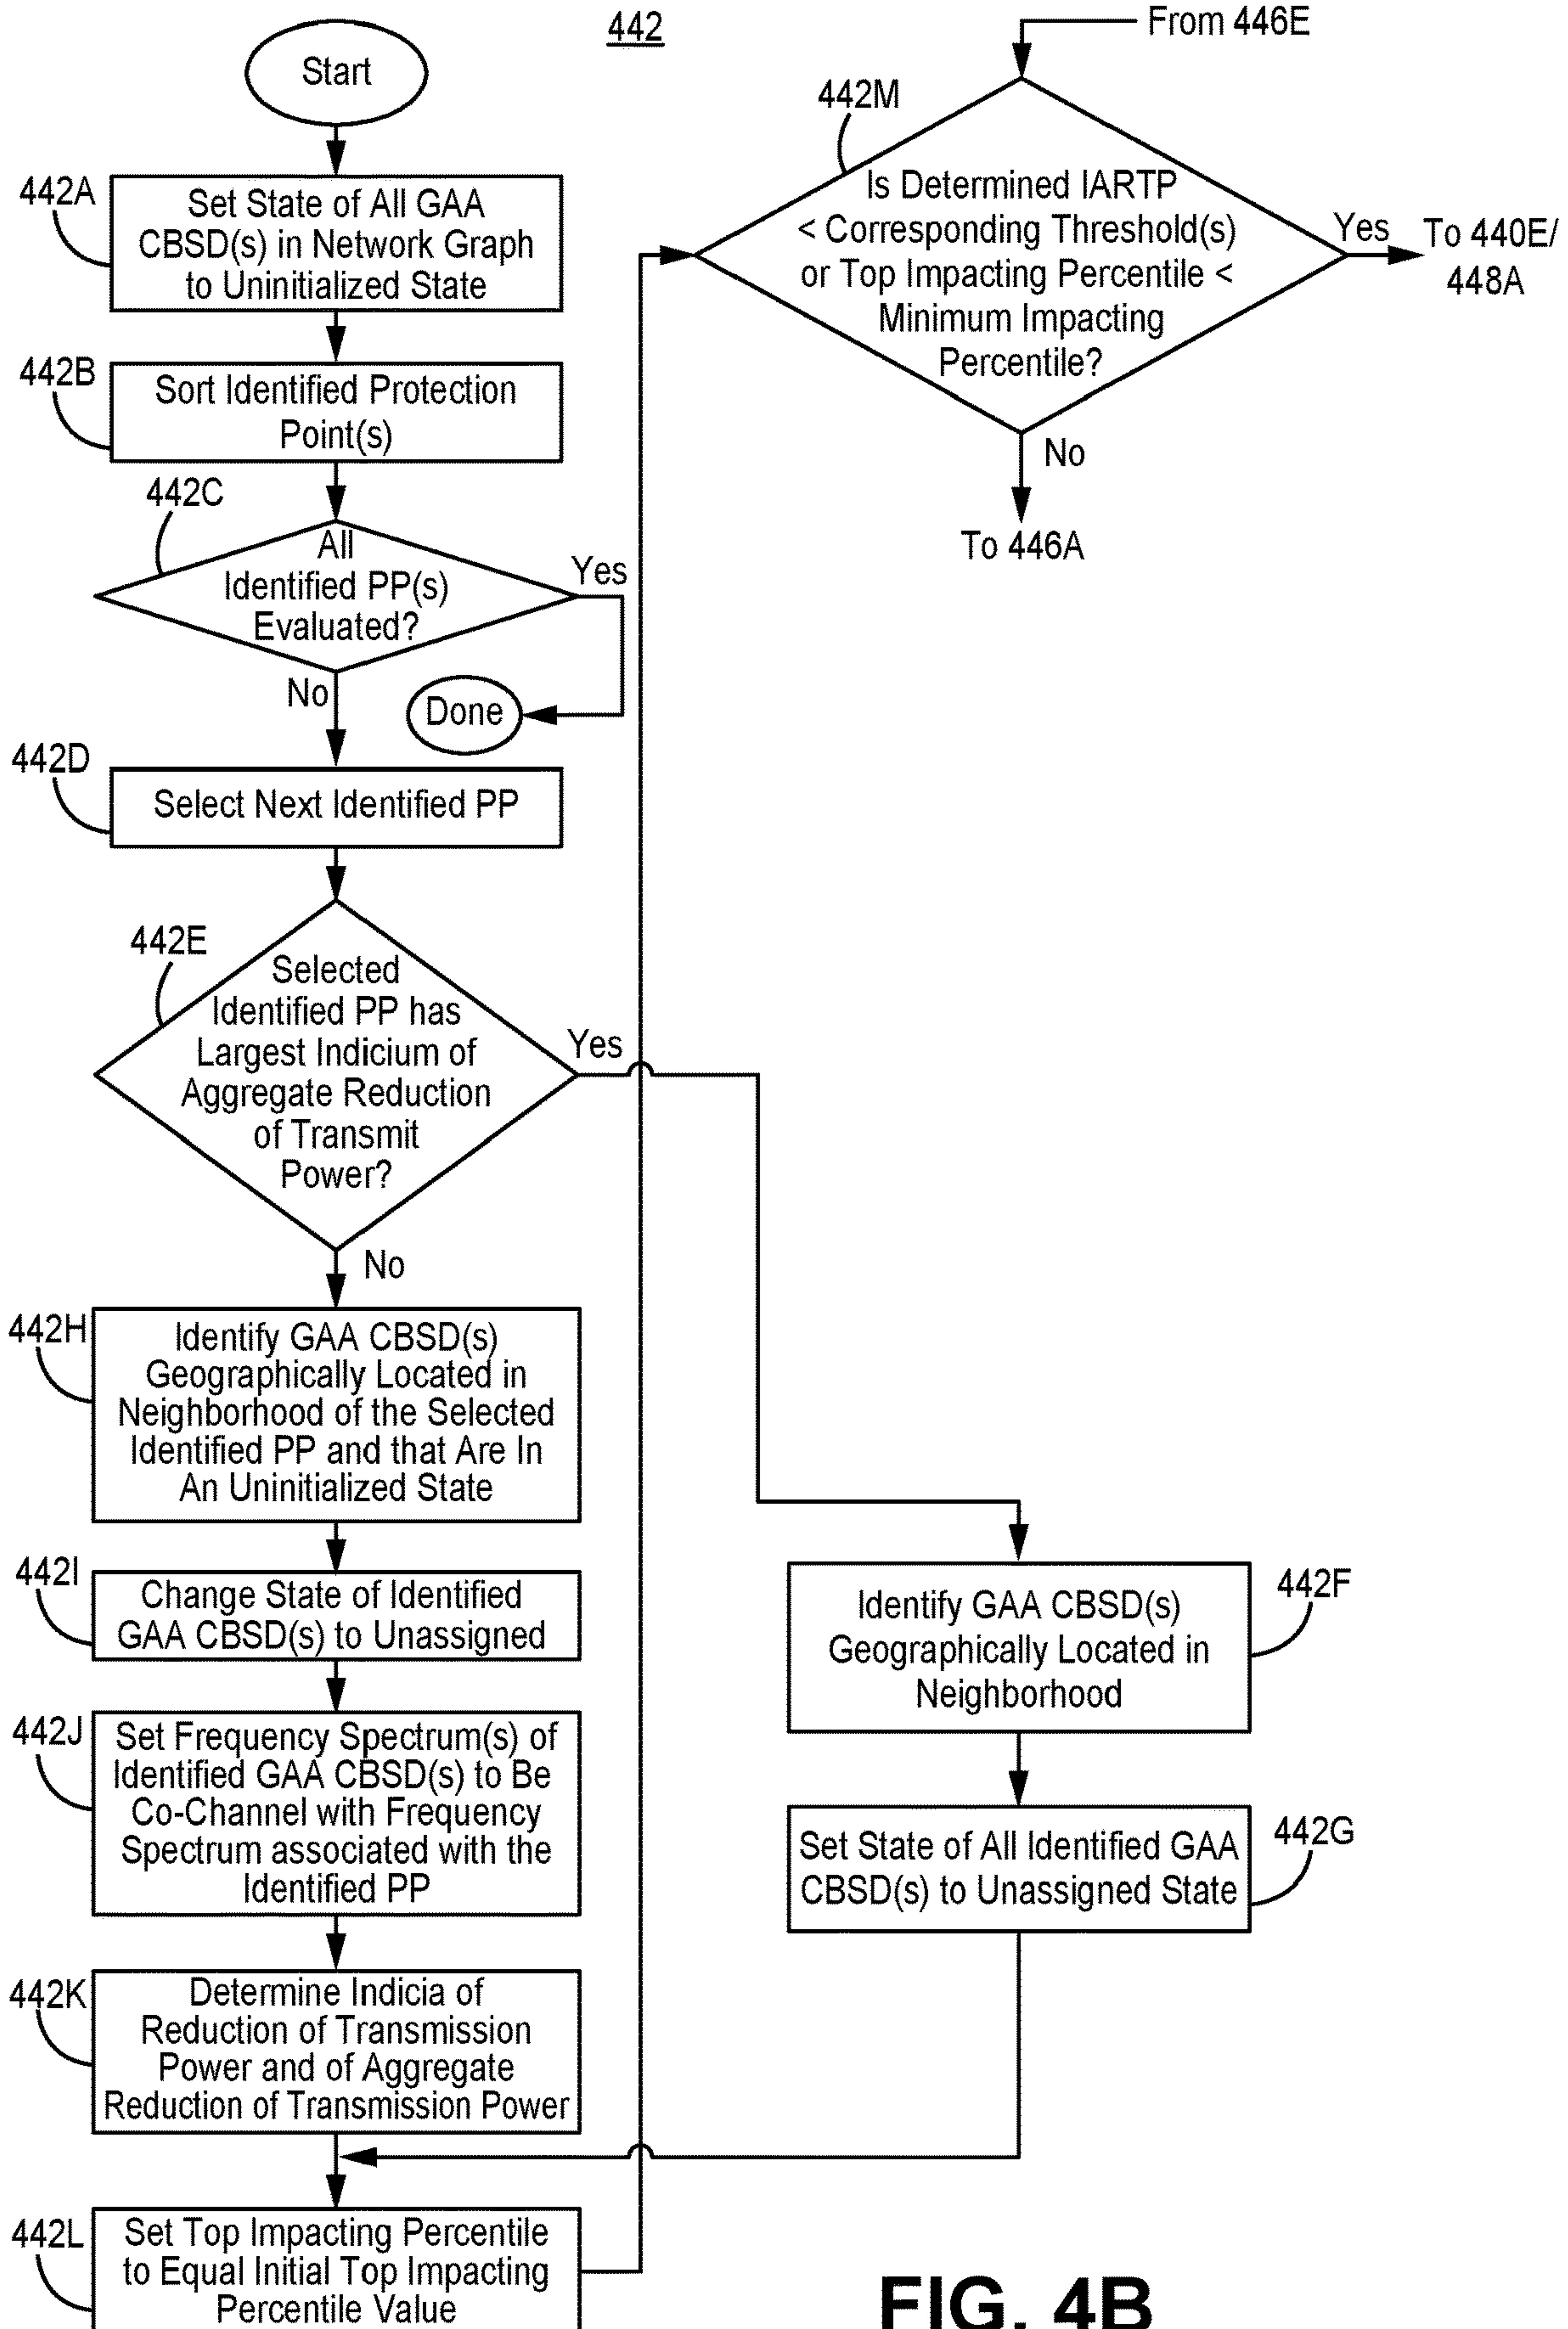 442
Start
442A
Set State of All GAA
CBSD(s) in Network Graph
to Uninitialized State
442B
Sort Identified Protection
Point(s)
442C
All
Identified PP(s)
Evaluated?
Yes
No
Done
442D
Select Next Identified PP
442E
Selected
Identified PP has
Largest Indicium of
Aggregate Reduction
of Transmit
Power?
Yes
No
442H
Identify GAA CBSD(s)
Geographically Located in
Neighborhood of the Selected
Identified PP and that Are In
An Uninitialized State
442I
Change State of Identified
GAA CBSD(s) to Unassigned
442J
Set Frequency Spectrum(s) of
Identified GAA CBSD(s) to Be
Co-Channel with Frequency
Spectrum associated with the
Identified PP
442K
Determine Indicia of
Reduction of Transmission
Power and of Aggregate
Reduction of Transmission Power
442L
Set Top Impacting Percentile
to Equal Initial Top Impacting
Percentile Value
From 446E
442M
Is Determined IARTP
< Corresponding Threshold(s)
or Top Impacting Percentile <
Minimum Impacting
Percentile?
Yes
To 440E/
448A
No
To 446A
442F
Identify GAA CBSD(s)
Geographically Located in
Neighborhood
442G
Set State of All Identified GAA
CBSD(s) to Unassigned State
FIG. 4B